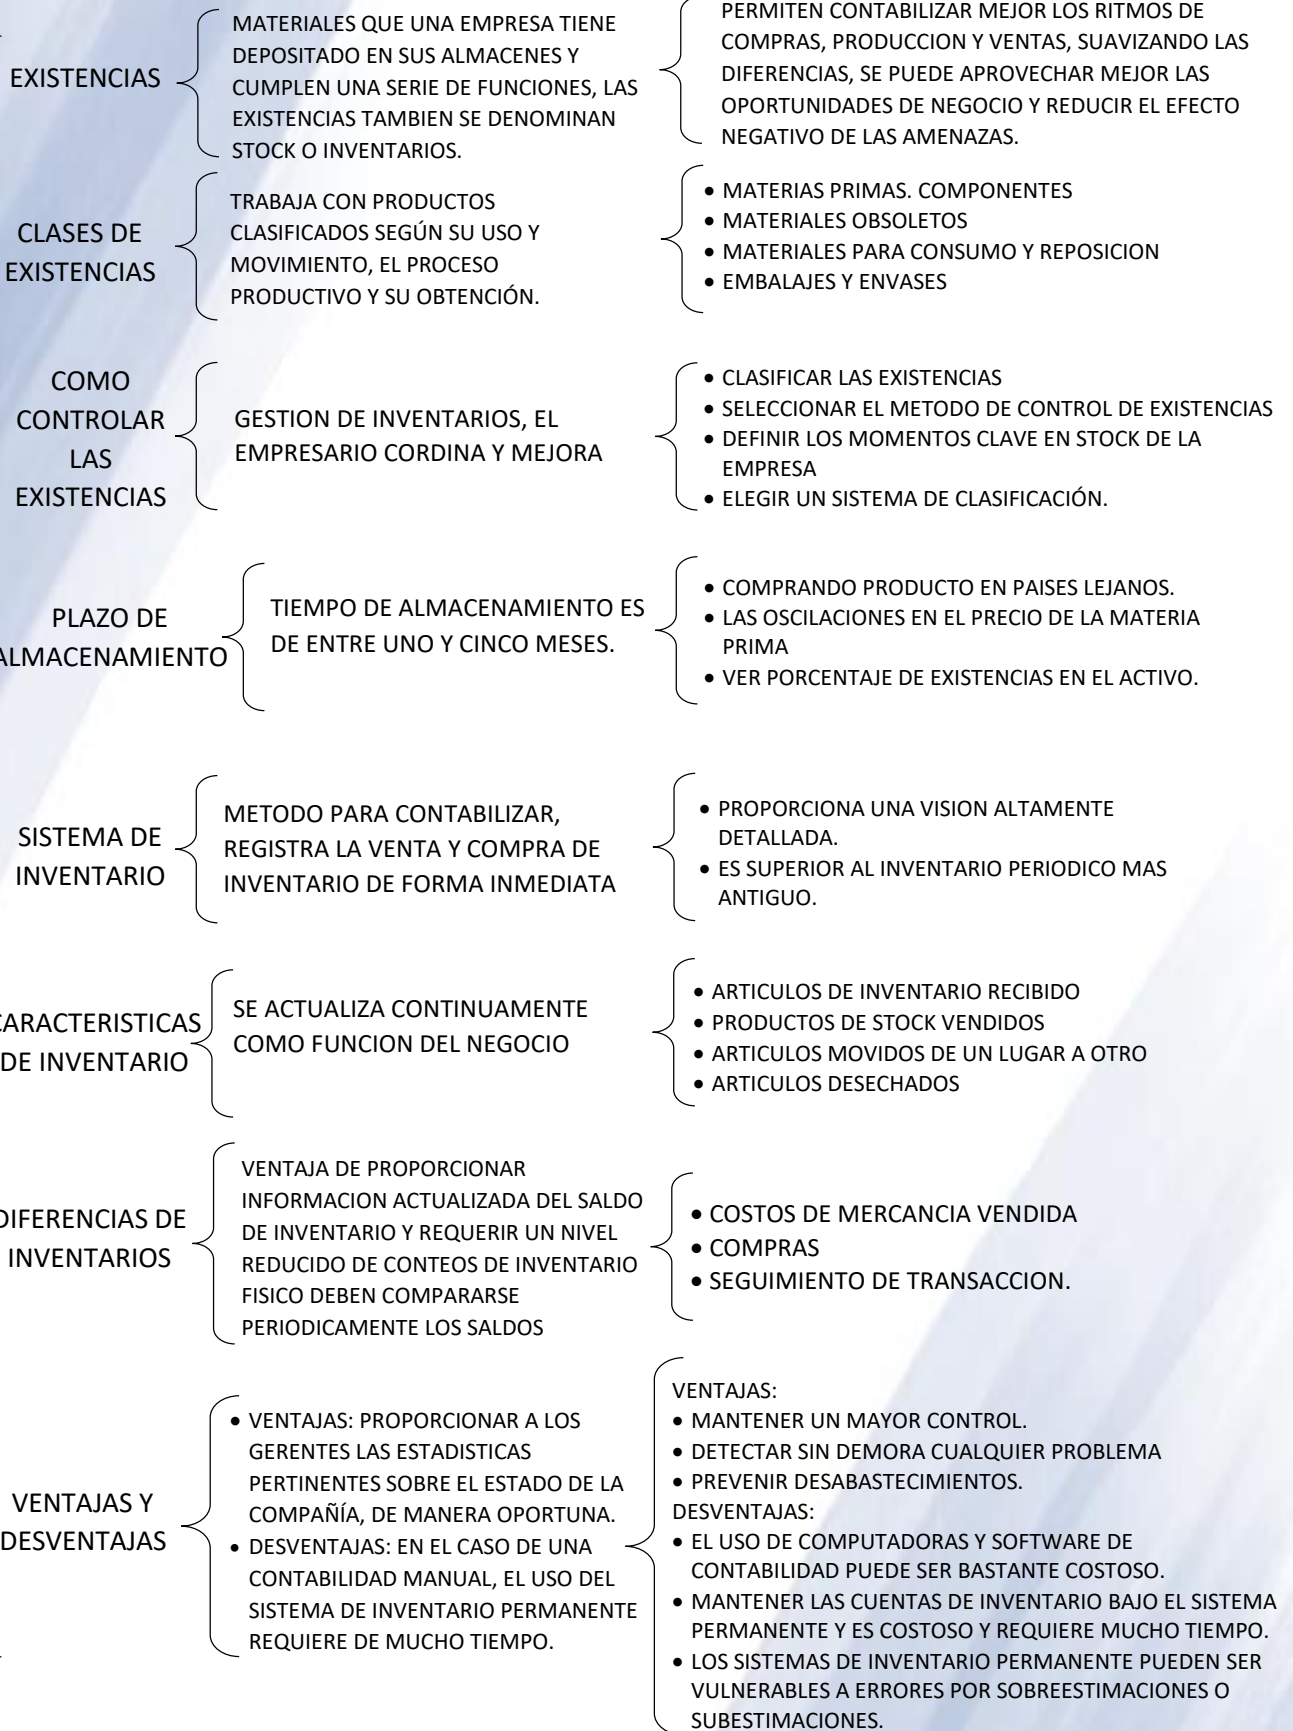 EXISTENCIAS
MATERIALES QUE UNA EMPRESA TIENE
DEPOSITADO EN SUS ALMACENES Y
CUMPLEN UNA SERIE DE FUNCIONES, LAS
EXISTENCIAS TAMBIEN SE DENOMINAN
STOCK O INVENTARIOS.
PERMITEN CONTABILIZAR MEJOR LOS RITMOS DE
COMPRAS, PRODUCCION Y VENTAS, SUAVIZANDO LAS
DIFERENCIAS, SE PUEDE APROVECHAR MEJOR LAS
OPORTUNIDADES DE NEGOCIO Y REDUCIR EL EFECTO
NEGATIVO DE LAS AMENAZAS.
CLASES DE
EXISTENCIAS
TRABAJA CON PRODUCTOS
CLASIFICADOS SEGÚN SU USO Y
MOVIMIENTO, EL PROCESO
PRODUCTIVO Y SU OBTENCIÓN.
• MATERIAS PRIMAS. COMPONENTES
• MATERIALES OBSOLETOS
• MATERIALES PARA CONSUMO Y REPOSICION
• EMBALAJES Y ENVASES
COMO
CONTROLAR
LAS
EXISTENCIAS
GESTION DE INVENTARIOS, EL
EMPRESARIO CORDINA Y MEJORA
• CLASIFICAR LAS EXISTENCIAS
• SELECCIONAR EL METODO DE CONTROL DE EXISTENCIAS
• DEFINIR LOS MOMENTOS CLAVE EN STOCK DE LA
EMPRESA
• ELEGIR UN SISTEMA DE CLASIFICACIÓN.
PLAZO DE
ALMACENAMIENTO
TIEMPO DE ALMACENAMIENTO ES
DE ENTRE UNO Y CINCO MESES.
• COMPRANDO PRODUCTO EN PAISES LEJANOS.
• LAS OSCILACIONES EN EL PRECIO DE LA MATERIA
PRIMA
• VER PORCENTAJE DE EXISTENCIAS EN EL ACTIVO.
SISTEMA DE
INVENTARIO
METODO PARA CONTABILIZAR,
REGISTRA LA VENTA Y COMPRA DE
INVENTARIO DE FORMA INMEDIATA
• PROPORCIONA UNA VISION ALTAMENTE
DETALLADA.
• ES SUPERIOR AL INVENTARIO PERIODICO MAS
ANTIGUO.
CARACTERISTICAS
DE INVENTARIO
SE ACTUALIZA CONTINUAMENTE
COMO FUNCION DEL NEGOCIO
• ARTICULOS DE INVENTARIO RECIBIDO
• PRODUCTOS DE STOCK VENDIDOS
• ARTICULOS MOVIDOS DE UN LUGAR A OTRO
• ARTICULOS DESECHADOS
DIFERENCIAS DE
INVENTARIOS
VENTAJA DE PROPORCIONAR
INFORMACION ACTUALIZADA DEL SALDO
DE INVENTARIO Y REQUERIR UN NIVEL
REDUCIDO DE CONTEOS DE INVENTARIO
FISICO DEBEN COMPARARSE
PERIODICAMENTE LOS SALDOS
• COSTOS DE MERCANCIA VENDIDA
• COMPRAS
• SEGUIMIENTO DE TRANSACCION.
VENTAJAS Y
DESVENTAJAS
• VENTAJAS: PROPORCIONAR A LOS
GERENTES LAS ESTADISTICAS
PERTINENTES SOBRE EL ESTADO DE LA
COMPAÑÍA, DE MANERA OPORTUNA.
• DESVENTAJAS: EN EL CASO DE UNA
CONTABILIDAD MANUAL, EL USO DEL
SISTEMA DE INVENTARIO PERMANENTE
REQUIERE DE MUCHO TIEMPO.
VENTAJAS:
• MANTENER UN MAYOR CONTROL.
• DETECTAR SIN DEMORA CUALQUIER PROBLEMA
• PREVENIR DESABASTECIMIENTOS.
DESVENTAJAS:
• EL USO DE COMPUTADORAS Y SOFTWARE DE
CONTABILIDAD PUEDE SER BASTANTE COSTOSO.
• MANTENER LAS CUENTAS DE INVENTARIO BAJO EL SISTEMA
PERMANENTE Y ES COSTOSO Y REQUIERE MUCHO TIEMPO.
• LOS SISTEMAS DE INVENTARIO PERMANENTE PUEDEN SER
VULNERABLES A ERRORES POR SOBREESTIMACIONES O
SUBESTIMACIONES.